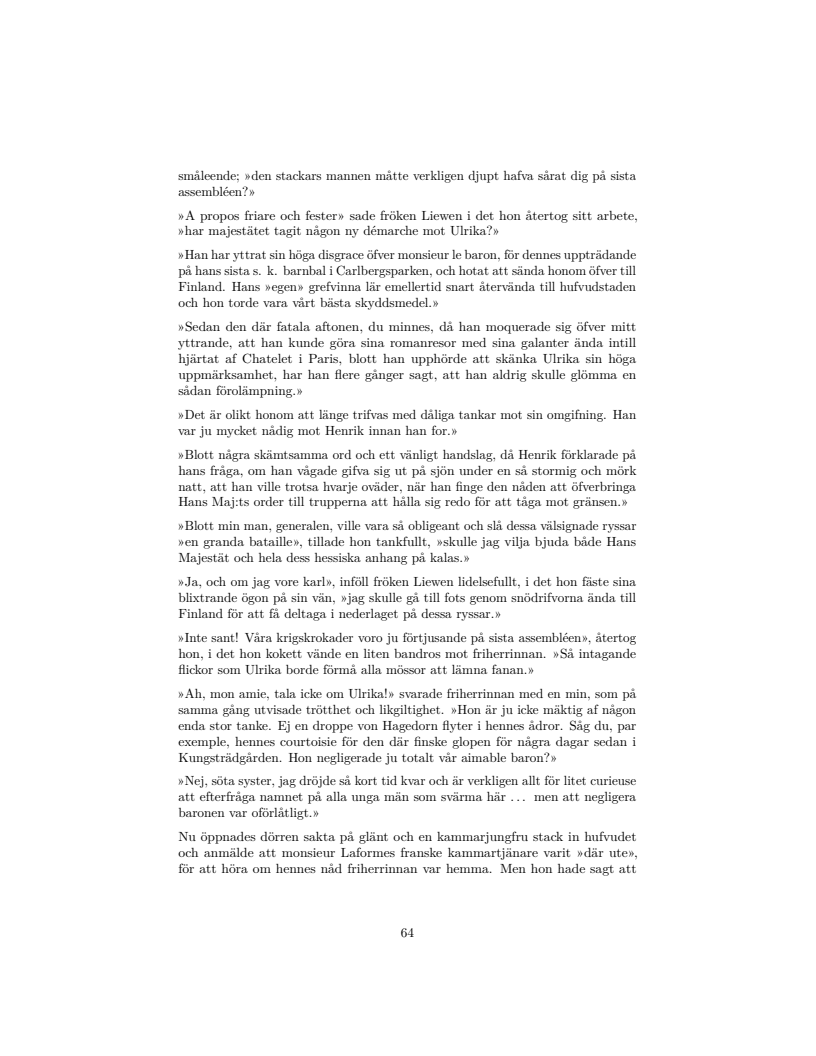 småleende; »den stackars mannen måtte verkligen djupt hafva sårat dig på sista
assembléen?»
»A propos friare och fester» sade fröken Liewen i det hon återtog sitt arbete,
»har majestätet tagit någon ny démarche mot Ulrika?»
»Han har yttrat sin höga disgrace öfver monsieur le baron, för dennes uppträdande
på hans sista s. k. barnbal i Carlbergsparken, och hotat att sända honom öfver till
Finland. Hans »egen» grefvinna lär emellertid snart återvända till hufvudstaden
och hon torde vara vårt bästa skyddsmedel.»
»Sedan den där fatala aftonen, du minnes, då han moquerade sig öfver mitt
yttrande, att han kunde göra sina romanresor med sina galanter ända intill
hjärtat af Chatelet i Paris, blott han upphörde att skänka Ulrika sin höga
uppmärksamhet, har han flere gånger sagt, att han aldrig skulle glömma en
sådan förolämpning.»
»Det är olikt honom att länge trifvas med dåliga tankar mot sin omgifning. Han
var ju mycket nådig mot Henrik innan han for.»
»Blott några skämtsamma ord och ett vänligt handslag, då Henrik förklarade på
hans fråga, om han vågade gifva sig ut på sjön under en så stormig och mörk
natt, att han ville trotsa hvarje oväder, när han finge den nåden att öfverbringa
Hans Maj:ts order till trupperna att hålla sig redo för att tåga mot gränsen.»
»Blott min man, generalen, ville vara så obligeant och slå dessa välsignade ryssar
»en granda bataille», tillade hon tankfullt, »skulle jag vilja bjuda både Hans
Majestät och hela dess hessiska anhang på kalas.»
»Ja, och om jag vore karl», inföll fröken Liewen lidelsefullt, i det hon fäste sina
blixtrande ögon på sin vän, »jag skulle gå till fots genom snödrifvorna ända till
Finland för att få deltaga i nederlaget på dessa ryssar.»
»Inte sant! Våra krigskrokader voro ju förtjusande på sista assembléen», återtog
hon, i det hon kokett vände en liten bandros mot friherrinnan. »Så intagande
flickor som Ulrika borde förmå alla mössor att lämna fanan.»
»Ah, mon amie, tala icke om Ulrika!» svarade friherrinnan med en min, som på
samma gång utvisade trötthet och likgiltighet. »Hon är ju icke mäktig af någon
enda stor tanke. Ej en droppe von Hagedorn flyter i hennes ådror. Såg du, par
exemple, hennes courtoisie för den där finske glopen för några dagar sedan i
Kungsträdgården. Hon negligerade ju totalt vår aimable baron?»
»Nej, söta syster, jag dröjde så kort tid kvar och är verkligen allt för litet curieuse
att efterfråga namnet på alla unga män som svärma här ... men att negligera
baronen var oförlåtligt.»
Nu öppnades dörren sakta på glänt och en kammarjungfru stack in hufvudet
och anmälde att monsieur Laformes franske kammartjänare varit »där ute»,
för att höra om hennes nåd friherrinnan var hemma. Men hon hade sagt att
64